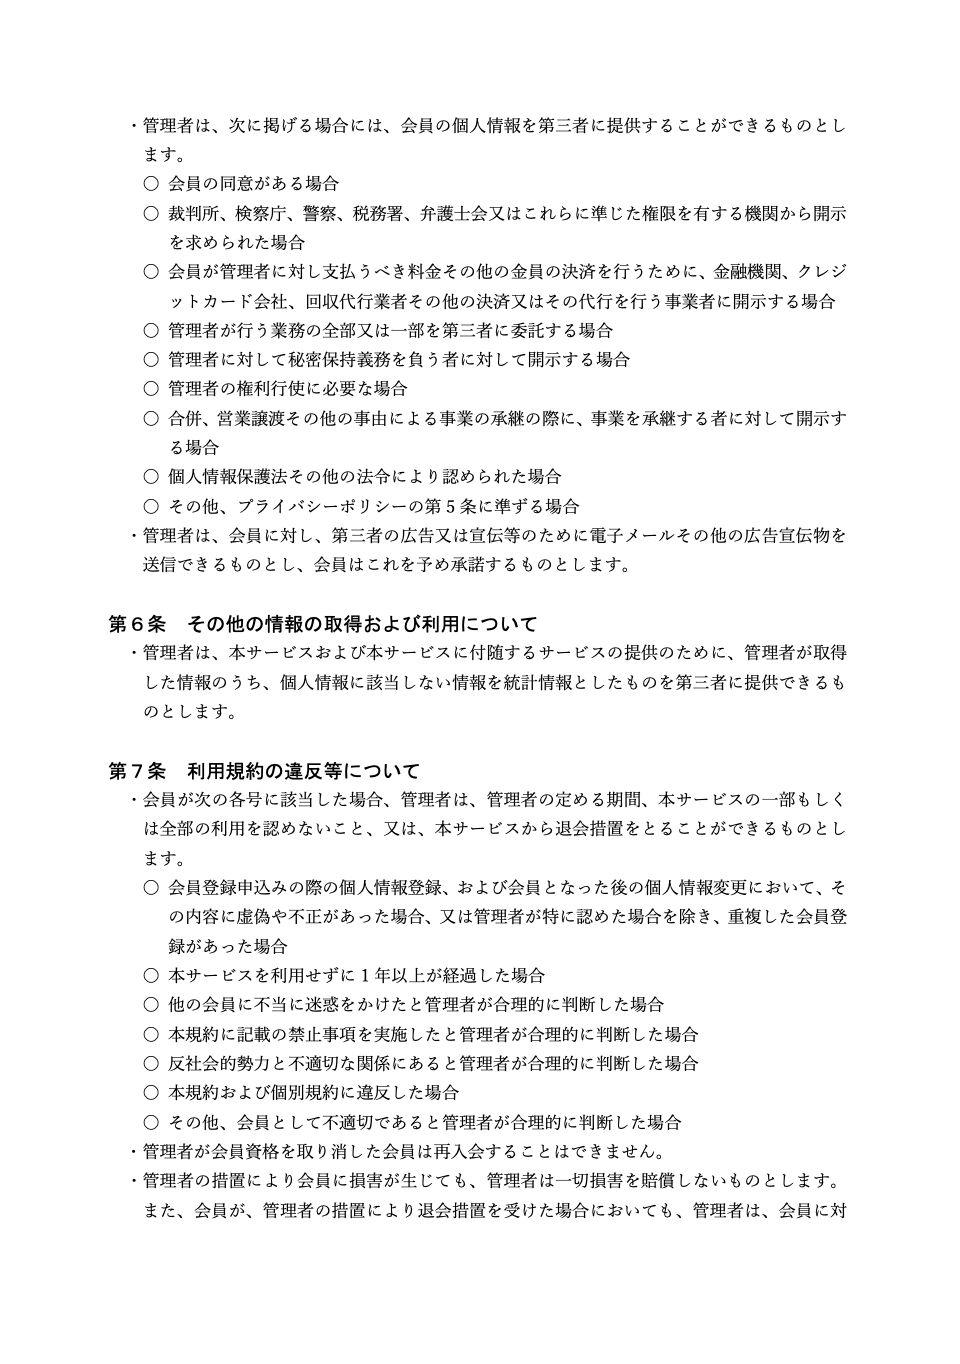 ・管理者は、次に掲げる場合には、会員の個人情報を第三者に提供することができるものとし
ます。
○ 会員の同意がある場合
○ 裁判所、検察庁、警察、税務署、弁護士会又はこれらに準じた権限を有する機関から開示
を求められた場合
○ 会員が管理者に対し支払うべき料金その他の金員の決済を行うために、金融機関、クレジ
ットカード会社、回収代行業者その他の決済又はその代行を行う事業者に開示する場合
○ 管理者が行う業務の全部又は一部を第三者に委託する場合
○ 管理者に対して秘密保持義務を負う者に対して開示する場合
○ 管理者の権利行使に必要な場合
○ 合併、営業譲渡その他の事由による事業の承継の際に、事業を承継する者に対して開示す
る場合
○ 個人情報保護法その他の法令により認められた場合
○ その他、プライバシーポリシーの第5条に準ずる場合
・管理者は、会員に対し、第三者の広告又は宣伝等のために電子メールその他の広告宣伝物を
送信できるものとし、会員はこれを予め承諾するものとします。
第6条　その他の情報の取得および利用について
・管理者は、本サービスおよび本サービスに付随するサービスの提供のために、管理者が取得
した情報のうち、個人情報に該当しない情報を統計情報としたものを第三者に提供できるも
のとします。
第7条　利用規約の違反等について
・会員が次の各号に該当した場合、管理者は、管理者の定める期間、本サービスの一部もしく
は全部の利用を認めないこと、又は、本サービスから退会措置をとることができるものとし
ます。
○ 会員登録申込みの際の個人情報登録、および会員となった後の個人情報変更において、そ
の内容に虚偽や不正があった場合、又は管理者が特に認めた場合を除き、重複した会員登
録があった場合
○ 本サービスを利用せずに1年以上が経過した場合
○ 他の会員に不当に迷惑をかけたと管理者が合理的に判断した場合
○ 本規約に記載の禁止事項を実施したと管理者が合理的に判断した場合
○ 反社会的勢力と不適切な関係にあると管理者が合理的に判断した場合
○ 本規約および個別規約に違反した場合
○ その他、会員として不適切であると管理者が合理的に判断した場合
・管理者が会員資格を取り消した会員は再入会することはできません。
・管理者の措置により会員に損害が生じても、管理者は一切損害を賠償しないものとします。
また、会員が、管理者の措置により退会措置を受けた場合においても、管理者は、会員に対